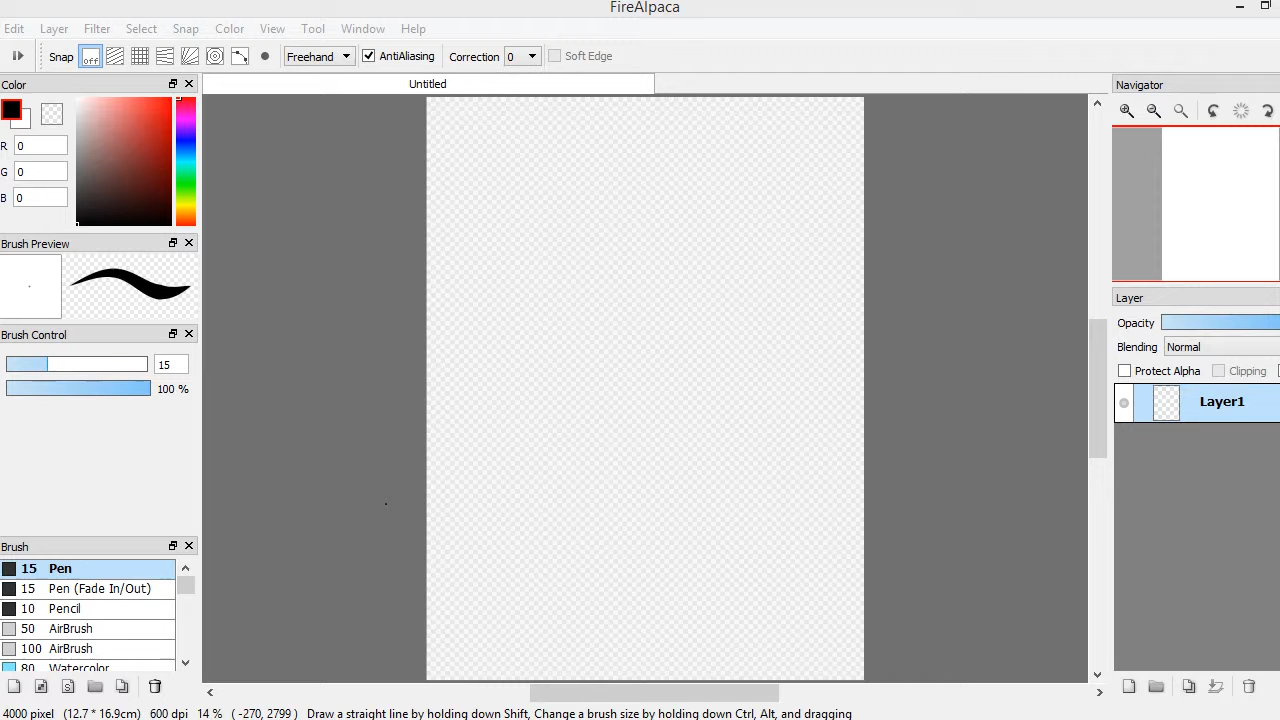 FireAlpaca
Edit Layer Filter Select Snap Color View Tool Window Help
Snap off Freehand AntiAliasing Correction 0 Soft Edge
Color
Untitled
Navigator
R 0
G 0
B 0
Brush Preview
Brush Control
15
100 %
Layer
Opacity
Blending Normal
Protect Alpha Clipping
Layer1
Brush
15 Pen
15 Pen (Fade In/Out)
10 Pencil
50 AirBrush
100 AirBrush
80 Watercolor
4000 pixel (12.7 * 16.9cm) 600 dpi 14 % ( -270, 2799) Draw a straight line by holding down Shift, Change a brush size by holding down Ctrl, Alt, and dragging